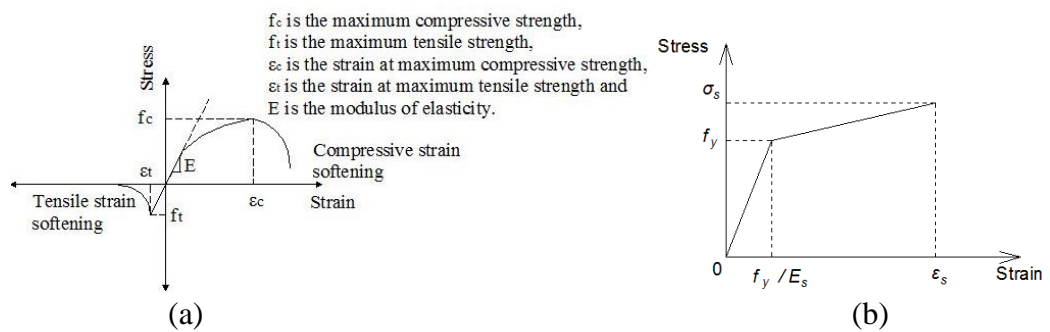 fc is the maximum compressive strength,
ft is the maximum tensile strength,
εc is the strain at maximum compressive strength,
εt is the strain at maximum tensile strength and
E is the modulus of elasticity.
Stress
fc
εt
E
Compressive strain
softening
Tensile strain
softening
ft
εc
Strain
(a)
Stress
σs
fy
0
fy / Es
εs
Strain
(b)